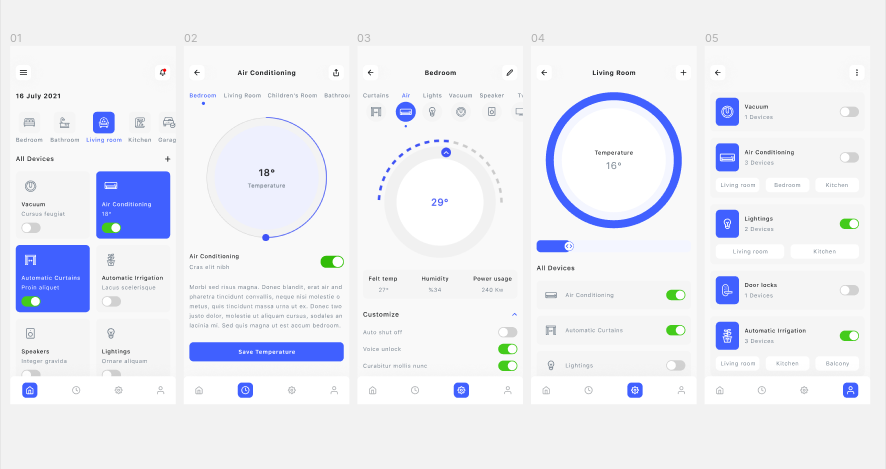 01
16 July 2021
Bedroom Bathroom Living room Kitchen Garag
All Devices +
Vacuum
Cursus feugiat
Air Conditioning
18°
Automatic Curtains
Proin aliquet
Automatic Irrigation
Lacus scelerisque
Speakers
Integer gravida
Lightings
Ornare aliquam
02
Air Conditioning
Bedroom Living Room Children's Room Bathroo
18°
Temperature
Air Conditioning
Cras elit nibh
Morbi sed risus magna. Donec blandit, erat air and
pharetra tincidunt convallis, neque nisi molestie o
metus, quis tincidunt massa urna ut ex. Donec two
justo dolor, molestie ut aliquam cursus, sodales an
lacinia mi. Sed quis magna ut est accum bedroom.
Save Temperature
03
Bedroom
Curtains Air Lights Vacuum Speaker Tv
29°
Felt temp Humidity Power usage
27° %34 240 Kw
Customize
Auto shut off
Voice unlock
Curabitur mollis nunc
04
Living Room
Temperature
16°
All Devices
Air Conditioning
Automatic Curtains
Lightings
05
Vacuum
1 Devices
Air Conditioning
3 Devices
Living room Bedroom Kitchen
Lightings
2 Devices
Living room Kitchen
Door locks
1 Devices
Automatic Irrigation
3 Devices
Living room Kitchen Balcony